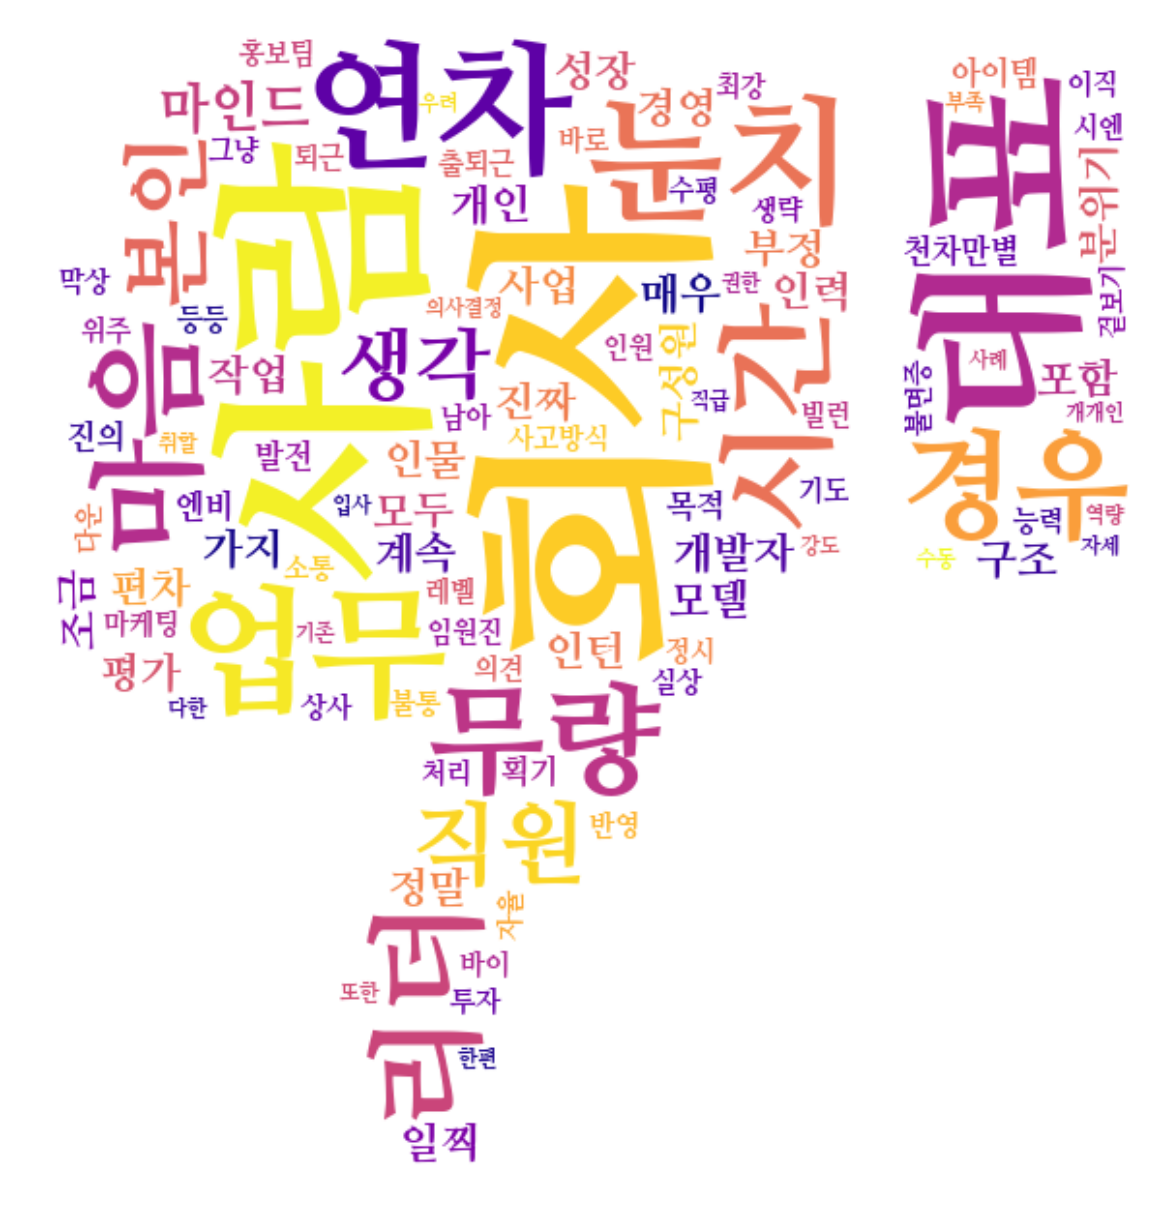 홍보팀
연차
성장
마인드
우려
경영
최강
눈치
아이템
이직
부족
대표
시엔
본인
그냥
퇴근
출퇴근
바로
수평
생략
분위기
사람
개인
회사
부정
천차만별
막상
사업
매우
권한
인력
겉보기
위주
등등
의사결정
시간
마음
작업
생각
인원
구성원
사례
포함
불면증
진짜
직급
빌런
개개인
남아
진의
취할
발전
인물
사고방식
경우
다운
엔비
입사
모두
목적
기도
능력
역량
가지
계속
개발자
강도
자세
수동
구조
조금
편차
소통
레벨
모델
마케팅
업무
기존
임원진
인턴
정시
평가
의견
실상
다한
상사
불통
무량
처리
획기
직원
반영
정말
자율
리더
바이
또한
투자
한편
일찍